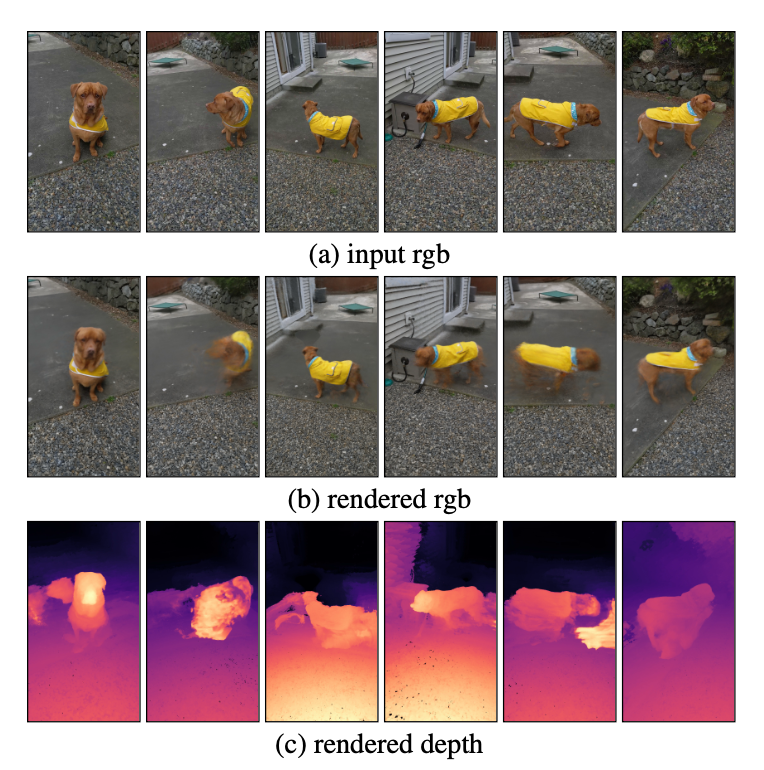 (a) input rgb
(b) rendered rgb
(c) rendered depth